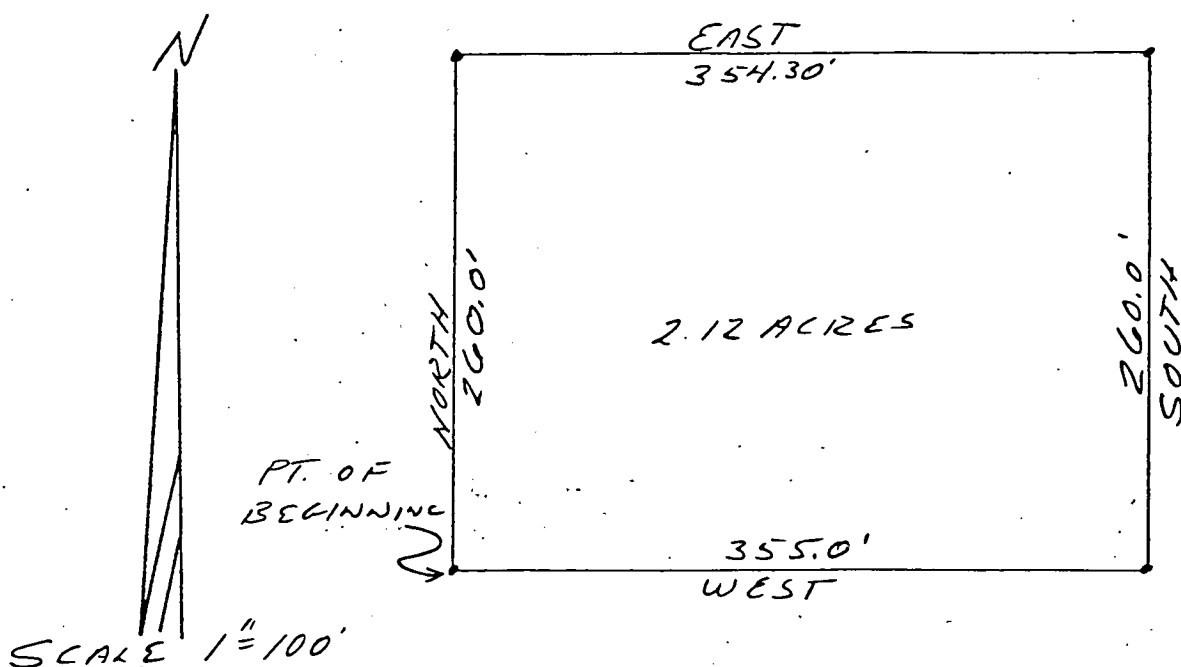 N
EAST
354.30'
NORTH
260.0'
2.12 ACRES
260.0'
SOUTH
PT. OF
BEGINNING
355.0'
WEST
SCALE 1"=100'